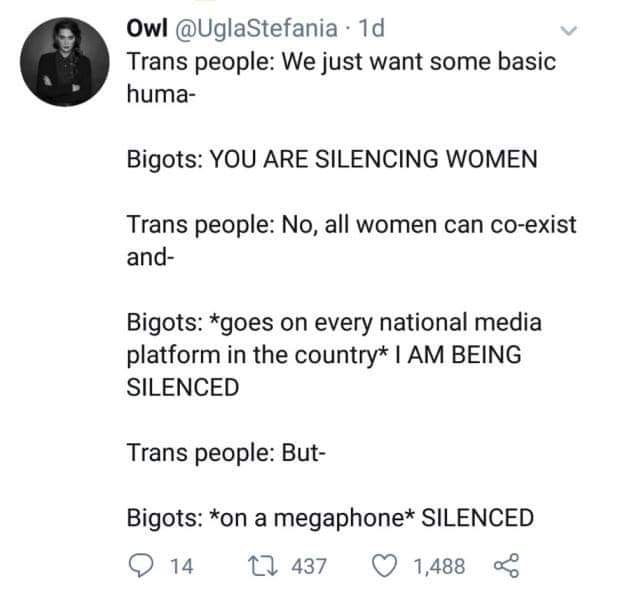 Owl @UglaStefania · 1d
Trans people: We just want some basic
huma-
Bigots: YOU ARE SILENCING WOMEN
Trans people: No, all women can co-exist
and-
Bigots: *goes on every national media
platform in the country* I AM BEING
SILENCED
Trans people: But-
Bigots: *on a megaphone* SILENCED
14 437 1,488